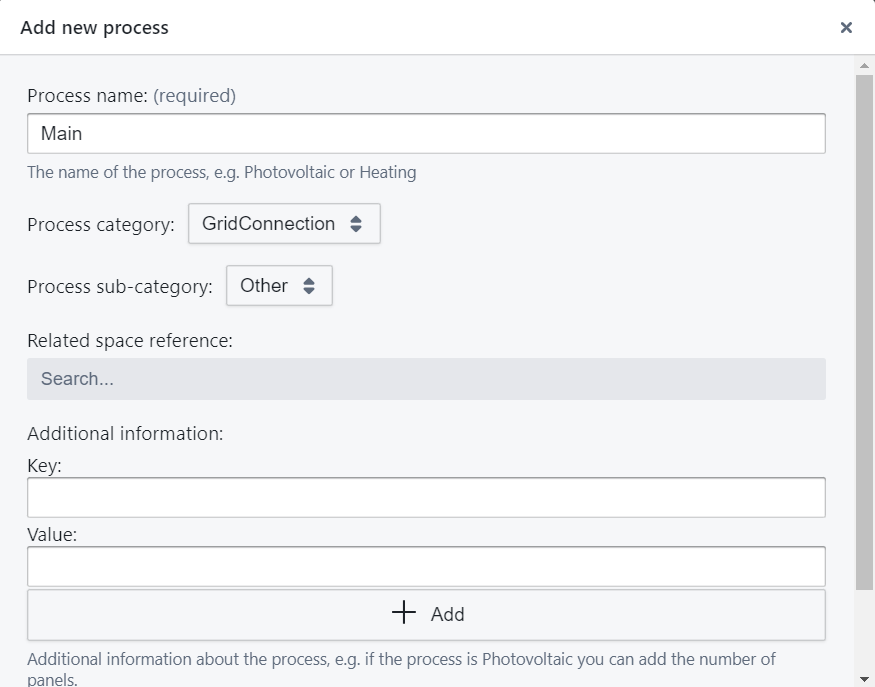 Add new process
×
Process name: (required)
Main
The name of the process, e.g. Photovoltaic or Heating
Process category: GridConnection
Process sub-category: Other
Related space reference:
Search...
Additional information:
Key:
Value:
+ Add
Additional information about the process, e.g. if the process is Photovoltaic you can add the number of
panels.